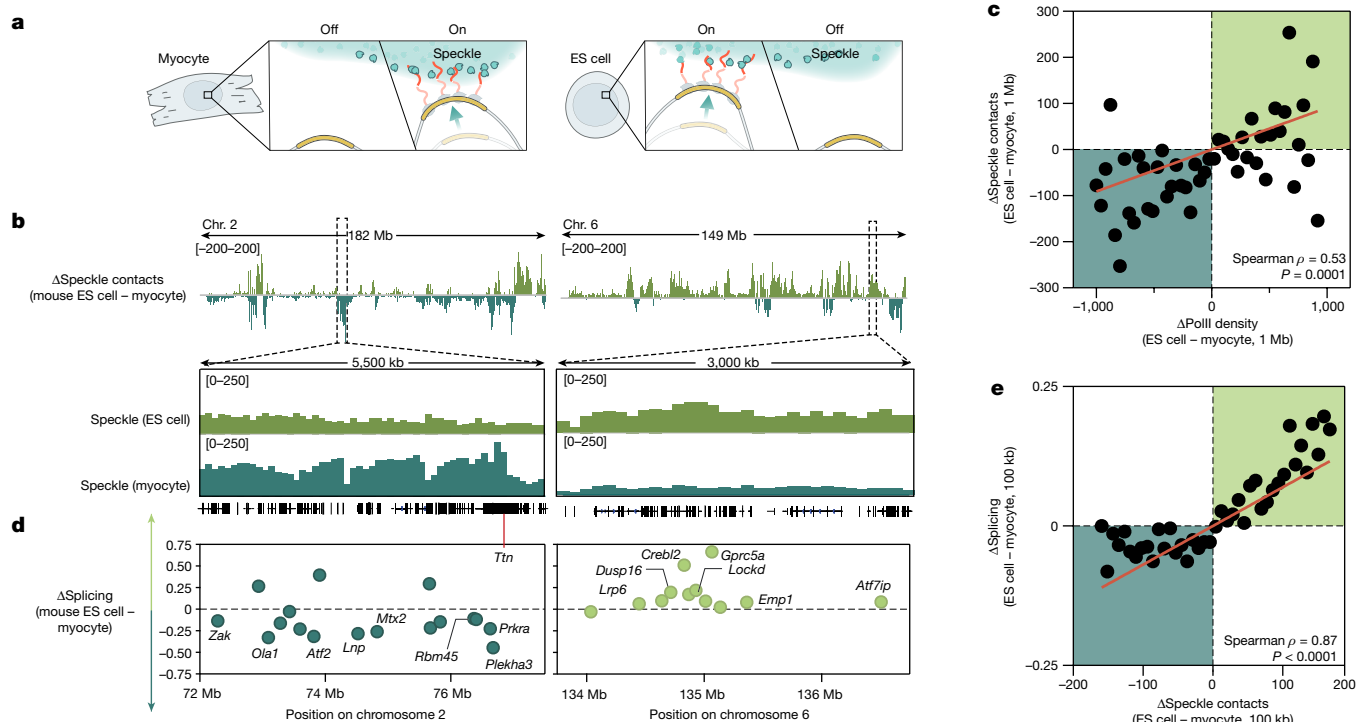 a
Off
On
Speckle
Myocyte
On
Off
Speckle
ES cell
b
Chr. 2
182 Mb
[–200–200]
Chr. 6
149 Mb
[–200–200]
ΔSpeckle contacts
(mouse ES cell – myocyte)
5,500 kb
3,000 kb
[0–250]
[0–250]
Speckle (ES cell)
[0–250]
[0–250]
Speckle (myocyte)
Ttn
d
ΔSplicing
(mouse ES cell –
myocyte)
0.75
0.50
0.25
0
–0.25
–0.50
–0.75
Zak
Ola1
Atf2
Lnp
Mtx2
Rbm45
Prkra
Plekha3
72 Mb
74 Mb
76 Mb
Position on chromosome 2
Crebl2
Gprc5a
Dusp16
Lockd
Lrp6
Emp1
Atf7ip
134 Mb
135 Mb
136 Mb
Position on chromosome 6
c
ΔSpeckle contacts
(ES cell – myocyte, 1 Mb)
300
200
100
0
–100
–200
–300
Spearman ρ = 0.53
P = 0.0001
–1,000
0
1,000
ΔPolII density
(ES cell – myocyte, 1 Mb)
e
ΔSplicing
(ES cell – myocyte, 100 kb)
0.25
0
–0.25
Spearman ρ = 0.87
P < 0.0001
–200
–100
0
100
200
ΔSpeckle contacts
(ES cell – myocyte, 100 kb)